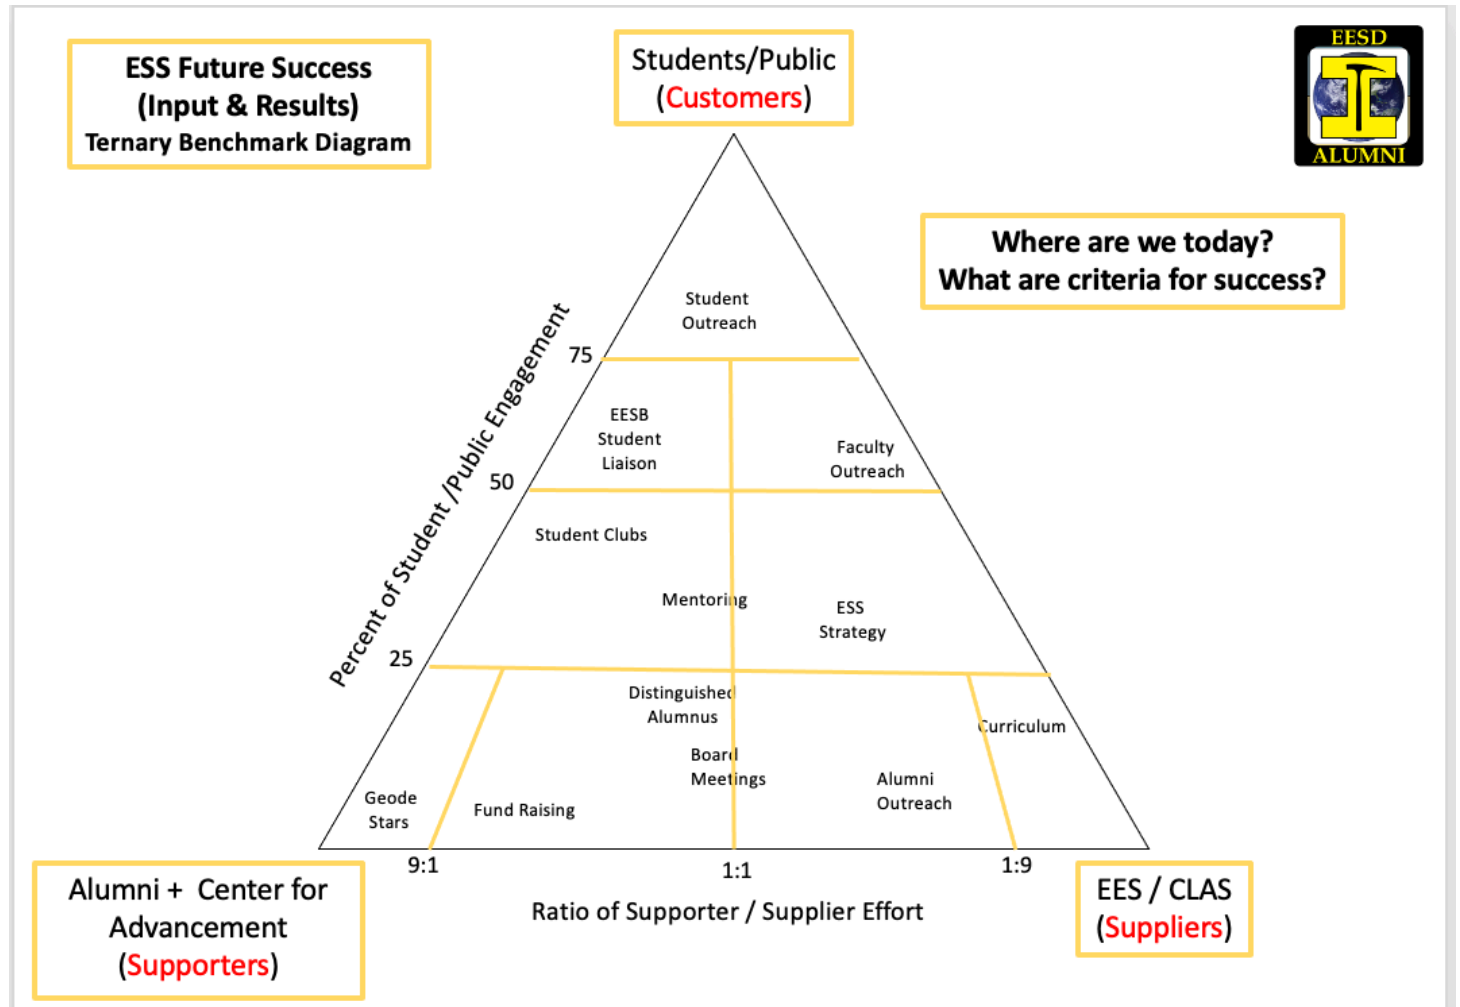 ESS Future Success
(Input & Results)
Ternary Benchmark Diagram
Students/Public
(Customers)
EESD
I
ALUMNI
Where are we today?
What are criteria for success?
Percent of Student /Public Engagement
Student
Outreach
75
EESB
Student
Liaison
Faculty
Outreach
50
Student Clubs
Mentoring
ESS
Strategy
25
Distinguished
Alumnus
Curriculum
Board
Meetings
Alumni
Outreach
Geode
Stars
Fund Raising
9:1
1:1
1:9
Ratio of Supporter / Supplier Effort
Alumni + Center for
Advancement
(Supporters)
EES / CLAS
(Suppliers)